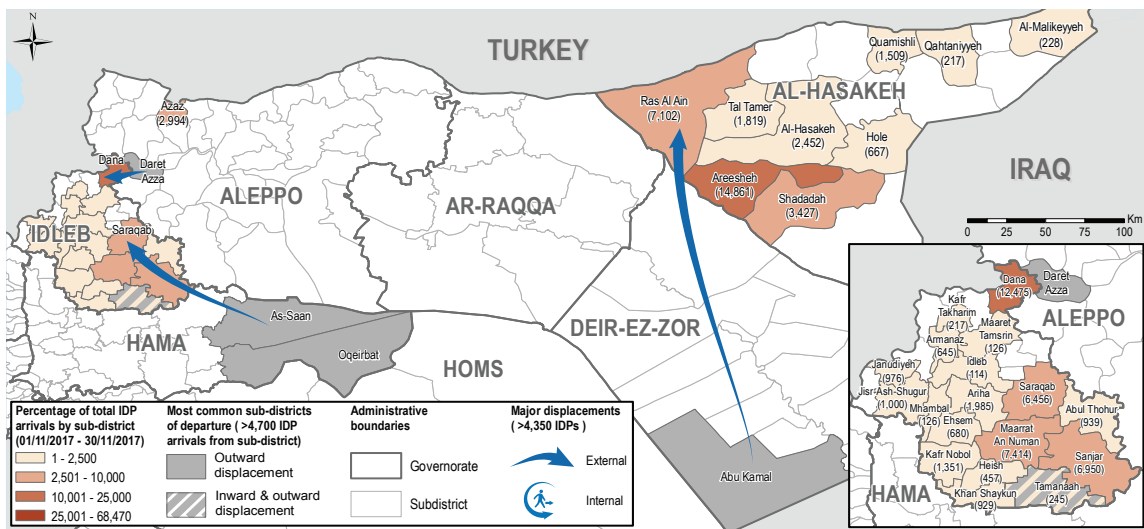 N
TURKEY
Al-Malikeyyeh
(228)
Quamishli
(1,509)
Qahtaniyyeh
(217)
AL-HASAKEH
Ras Al Ain
(7,102)
Tal Tamer
(1,819)
Al-Hasakeh
(2,452)
Hole
(667)
Areesheh
(14,861)
Shadadah
(3,427)
IRAQ
Azaz
(2,994)
Dana
Daret
Azza
ALEPPO
AR-RAQQA
IDLEB
Saraqab
As-Saan
Oqeirbat
HAMA
HOMS
DEIR-EZ-ZOR
Abu Kamal
Km
0 25 50 75 100
Dana
(12,475)
Daret
Azza
ALEPPO
Kafr
Takharim
(217)
Maaret
Tamsrin
(126)
Armanaz
(645)
Idleb
(114)
Janudiyeh
(976)
Jisr-Ash-Shugur
(1,000)
Mhambal
(126)
Ariha
(1,985)
Saraqab
(6,456)
Abul Thohur
(939)
Ehsem
(680)
Maarrat
An Numan
(7,414)
Sanjar
(6,950)
Kafr Nobol
(1,351)
Heish
(457)
Tamanaah
(245)
Khan Shaykun
(929)
HAMA
Percentage of total IDP
arrivals by sub-district
(01/11/2017 - 30/11/2017)
1 - 2,500
2,501 - 10,000
10,001 - 25,000
25,001 - 68,470
Most common sub-districts
of departure ( >4,700 IDP
arrivals from sub-district)
Outward
displacement
Inward & outward
displacement
Administrative
boundaries
Governorate
Subdistrict
Major displacements
(>4,350 IDPs )
External
Internal